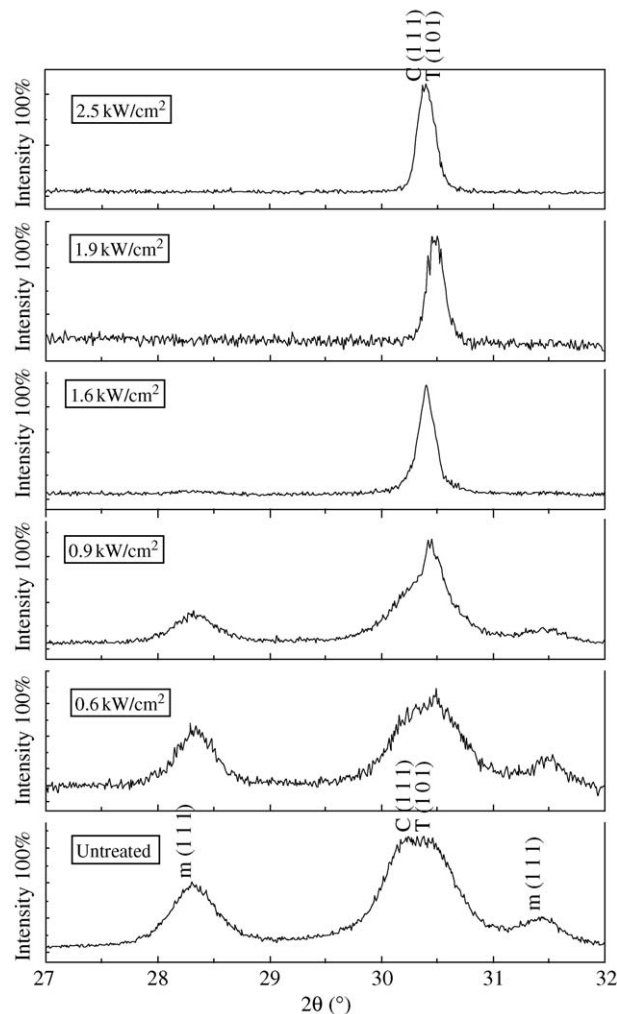 C (1 1 1)
T (1 0 1)
Intensity 100%
2.5 kW/cm²
Intensity 100%
1.9 kW/cm²
Intensity 100%
1.6 kW/cm²
Intensity 100%
0.9 kW/cm²
Intensity 100%
0.6 kW/cm²
Intensity 100%
Untreated
m (1 1 1)
C (1 1 1)
T (1 0 1)
m (1 1 1)
27 28 29 30 31 32
2θ (°)